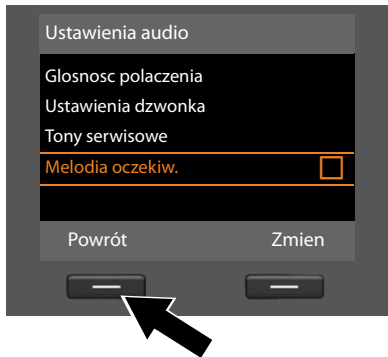 Ustawienia audio
Glosnosc polaczenia
Ustawienia dzwonka
Tony serwisowe
Melodia oczekiw.
Powrót Zmien